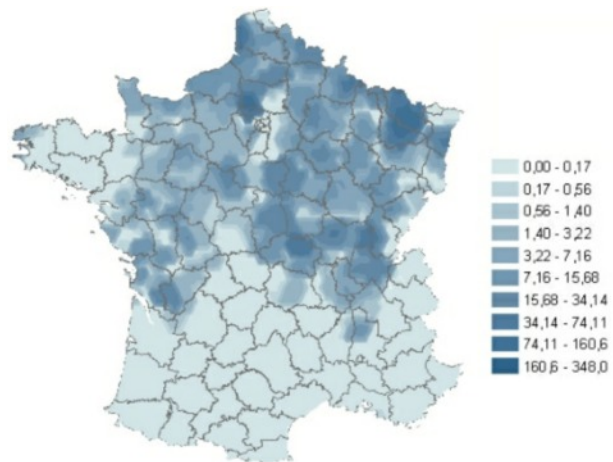 0,00 - 0,17
0,17 - 0,56
0,56 - 1,40
1,40 - 3,22
3,22 - 7,16
7,16 - 15,68
15,68 - 34,14
34,14 - 74,11
74,11 - 160,6
160,6 - 348,0